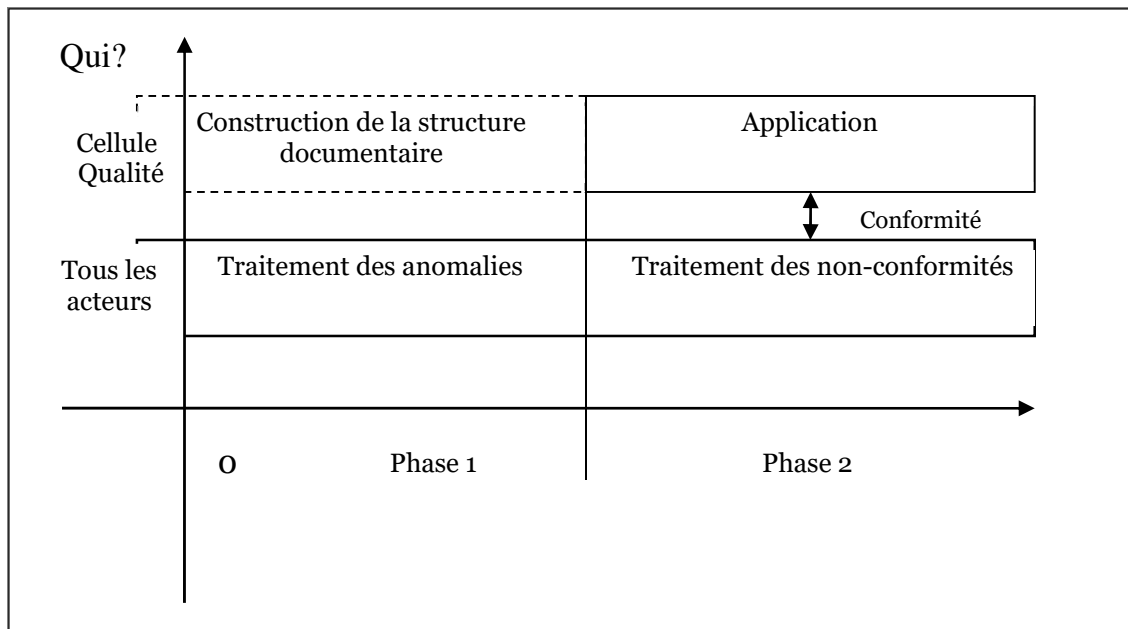 Qui?
Construction de la structure
documentaire
Application
Cellule
Qualité
Conformité
Tous les
acteurs
Traitement des anomalies
Traitement des non-conformités
0
Phase 1
Phase 2